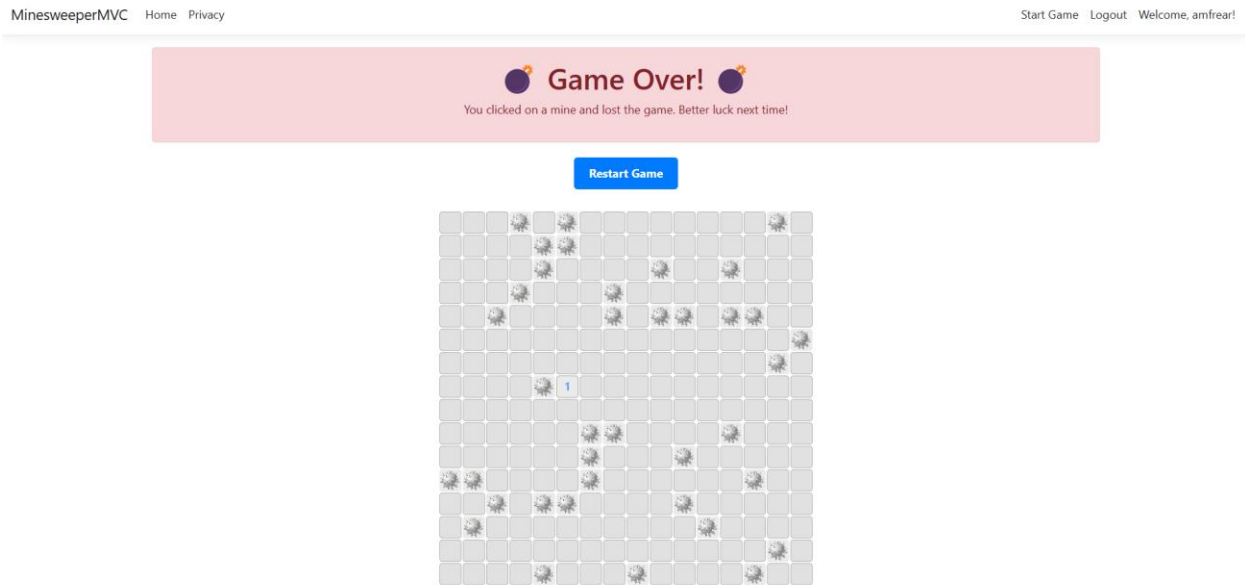 MinesweeperMVC Home Privacy Start Game Logout Welcome, amfrear!
Game Over!
You clicked on a mine and lost the game. Better luck next time!
Restart Game
1